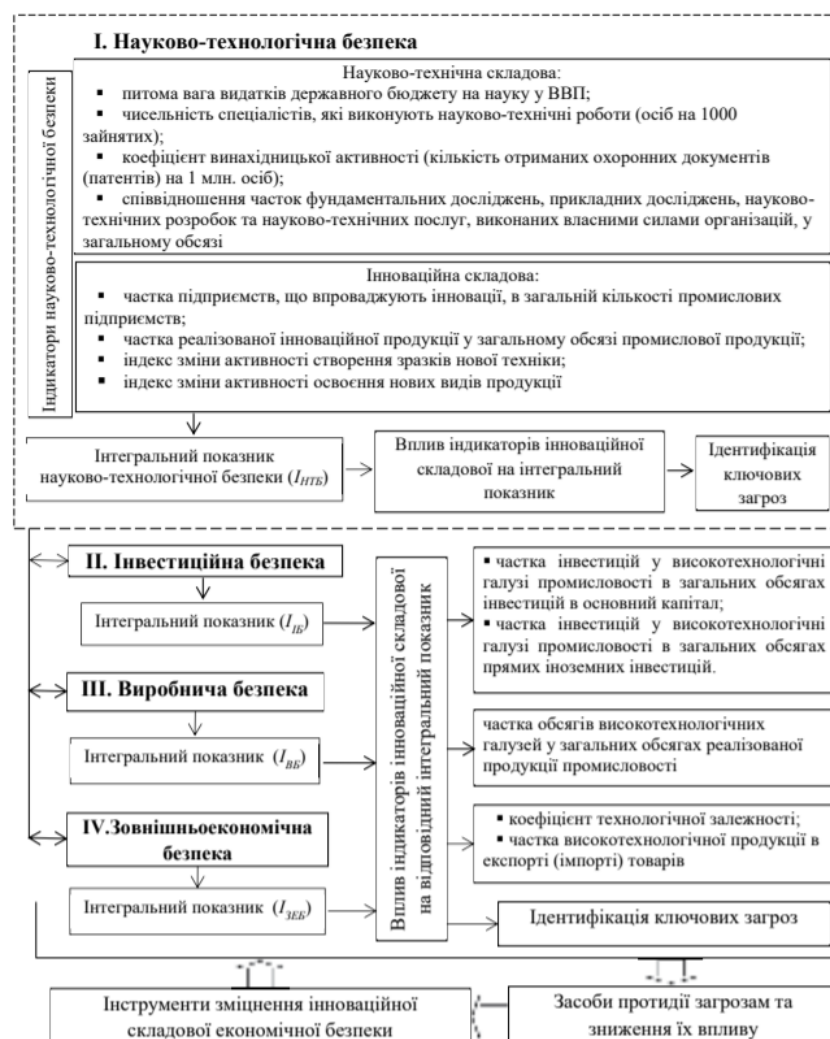 I. Науково-технологічна безпека
Індикатори науково-технологічної безпеки
Науково-технічна складова:
▪ питома вага видатків державного бюджету на науку у ВВП;
▪ чисельність спеціалістів, які виконують науково-технічні роботи (осіб на 1000
зайнятих);
▪ коефіцієнт винахідницької активності (кількість отриманих охоронних документів
(патентів) на 1 млн. осіб);
▪ співвідношення часток фундаментальних досліджень, прикладних досліджень, науково-
технічних розробок та науково-технічних послуг, виконаних власними силами організацій, у
загальному обсязі
Інноваційна складова:
▪ частка підприємств, що впроваджують інновації, в загальній кількості промислових
підприємств;
▪ частка реалізованої інноваційної продукції у загальному обсязі промислової продукції;
▪ індекс зміни активності створення зразків нової техніки;
▪ індекс зміни активності освоєння нових видів продукції
Інтегральний показник
науково-технологічної безпеки (I_НТБ)
Вплив індикаторів інноваційної
складової на інтегральний
показник
Ідентифікація
ключових
загроз
II. Інвестиційна безпека
Інтегральний показник (I_ІБ)
III. Виробнича безпека
Інтегральний показник (I_ВБ)
IV.Зовнішньоекономічна
безпека
Інтегральний показник (I_ЗЕБ)
Вплив індикаторів інноваційної складової
на відповідний інтегральний показник
▪ частка інвестицій у високотехнологічні
галузі промисловості в загальних обсягах
інвестицій в основний капітал;
▪ частка інвестицій у високотехнологічні
галузі промисловості в загальних обсягах
прямих іноземних інвестицій.
частка обсягів високотехнологічних
галузей у загальних обсягах реалізованої
продукції промисловості
▪ коефіцієнт технологічної залежності;
▪ частка високотехнологічної продукції в
експорті (імпорті) товарів
Ідентифікація ключових загроз
Інструменти зміцнення інноваційної
складової економічної безпеки
Засоби протидії загрозам та
зниження їх впливу